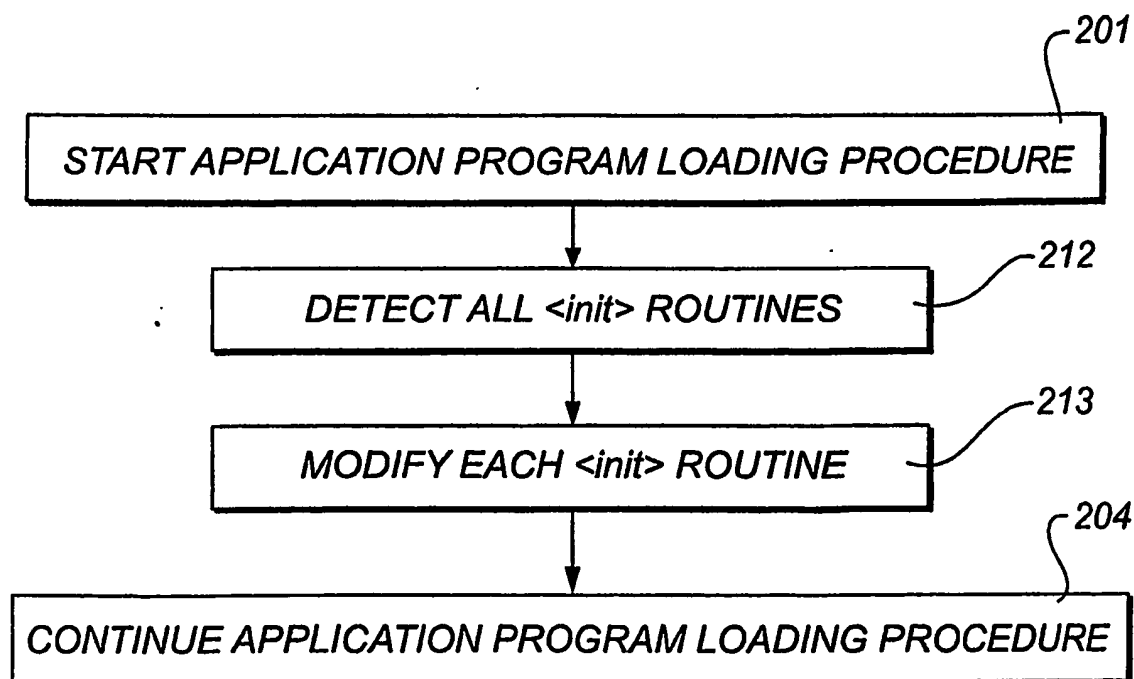 201
START APPLICATION PROGRAM LOADING PROCEDURE
212
DETECT ALL <init> ROUTINES
213
MODIFY EACH <init> ROUTINE
204
CONTINUE APPLICATION PROGRAM LOADING PROCEDURE